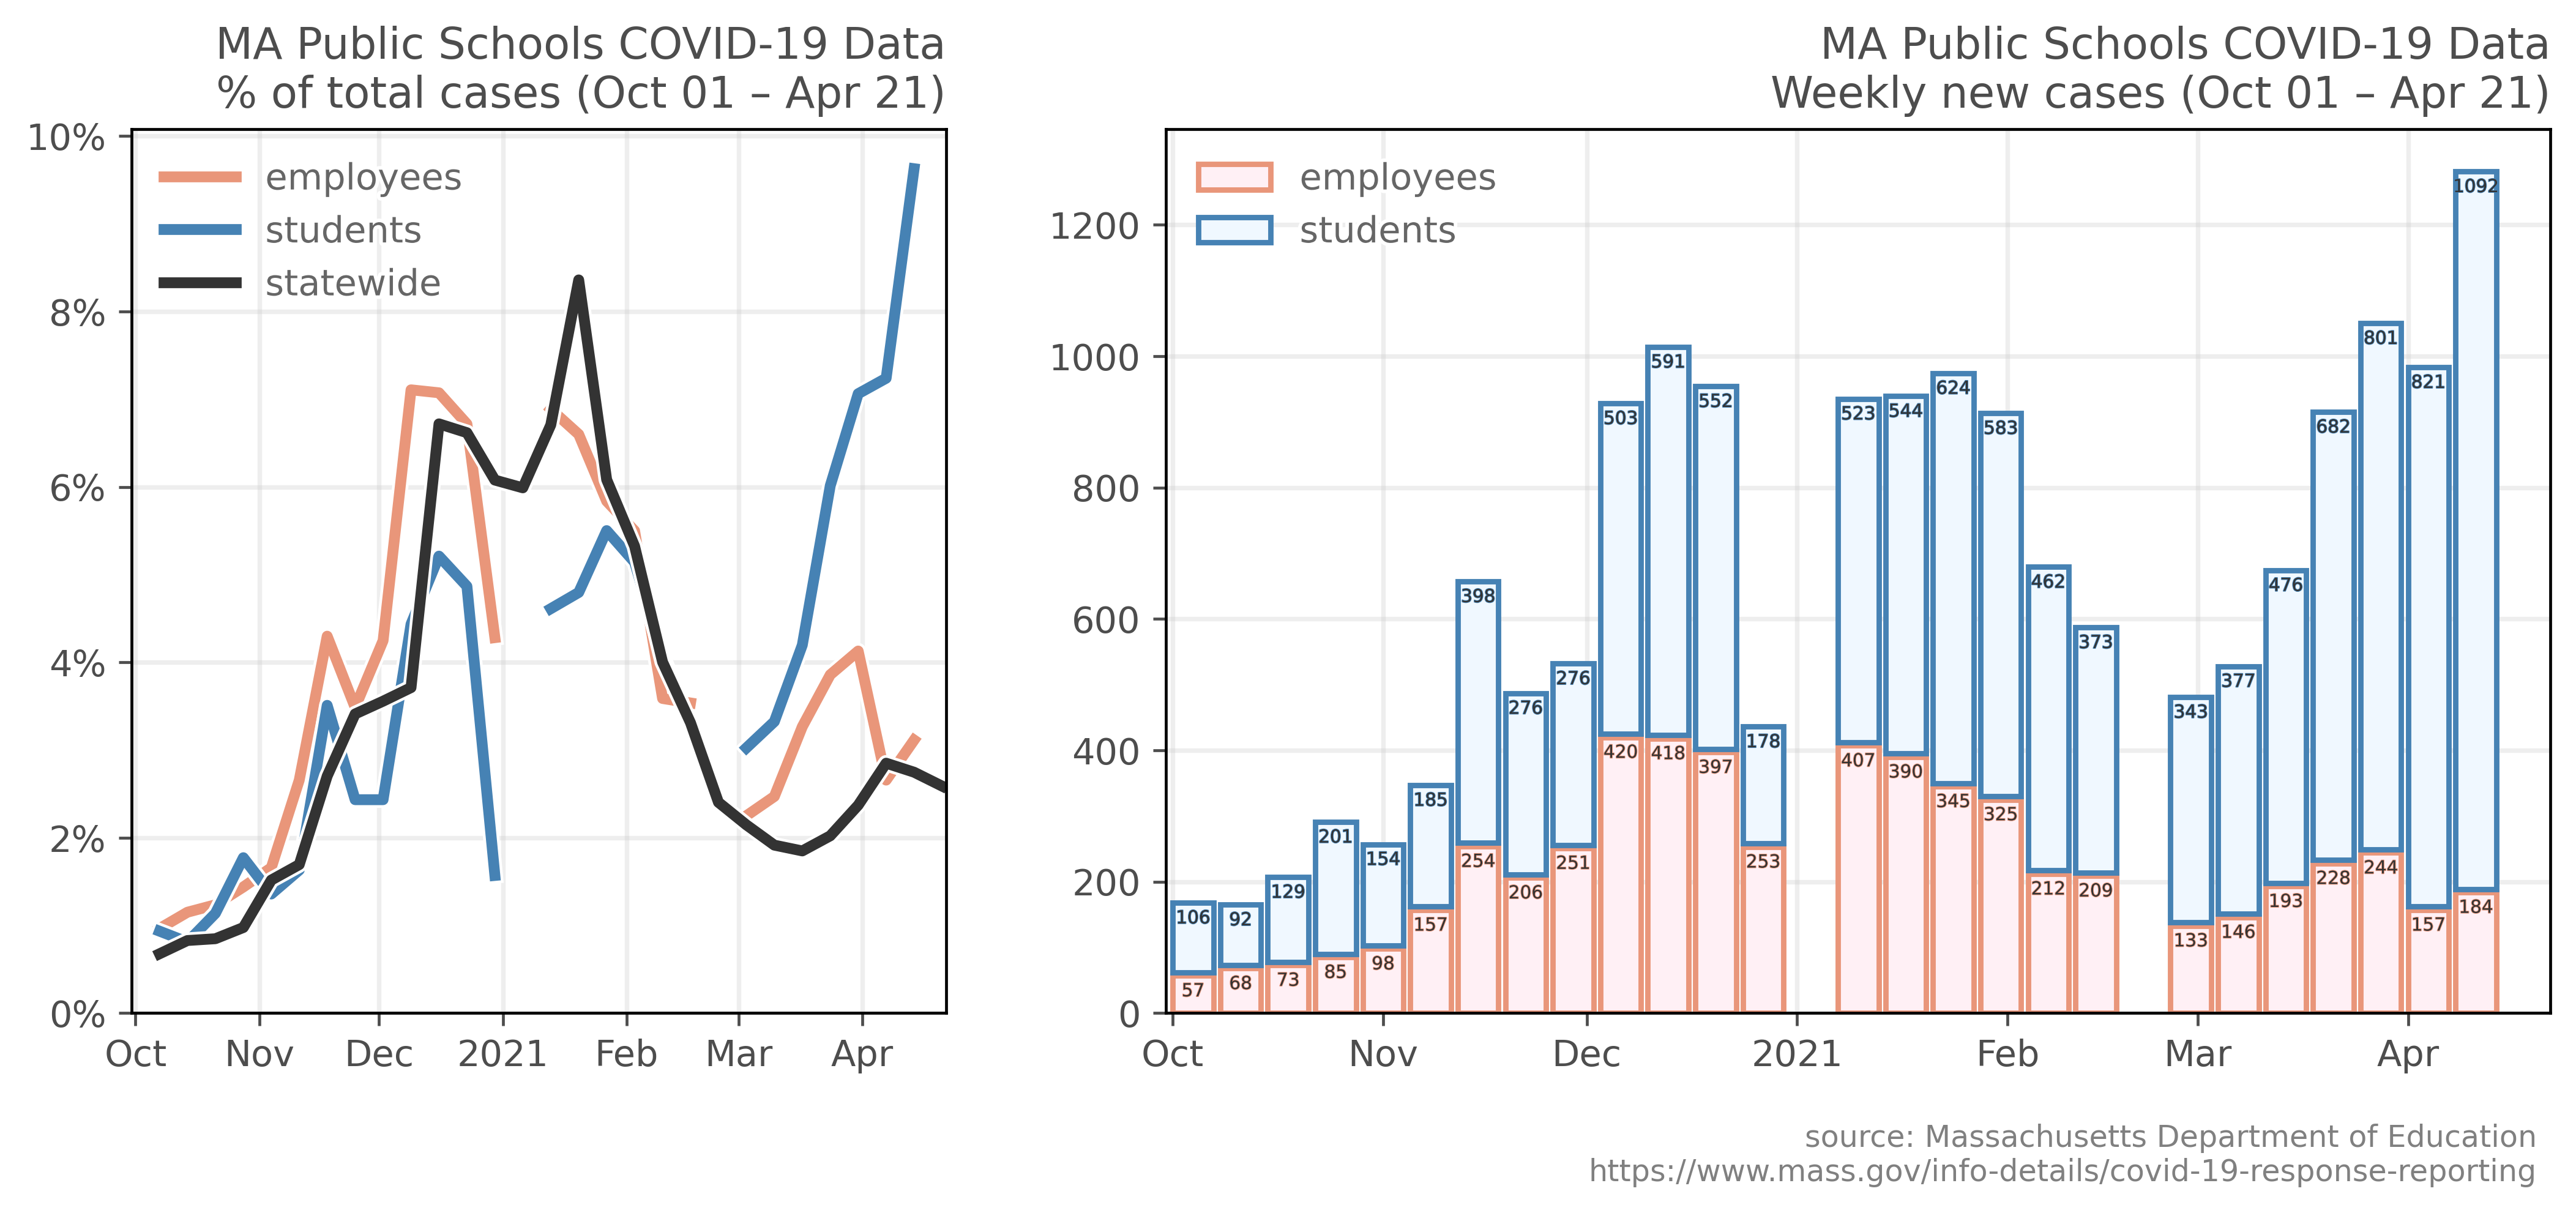 MA Public Schools COVID-19 Data
% of total cases (Oct 01 – Apr 21)
10%
8%
6%
4%
2%
0%
employees
students
statewide
Oct
Nov
Dec
2021
Feb
Mar
Apr
MA Public Schools COVID-19 Data
Weekly new cases (Oct 01 – Apr 21)
1200
1000
800
600
400
200
0
employees
students
106
57
92
68
129
73
201
85
154
98
185
157
398
254
276
206
276
251
503
420
591
418
552
397
178
253
523
407
544
390
624
345
583
325
462
212
373
209
343
133
377
146
476
193
682
228
801
244
821
157
1092
184
Oct
Nov
Dec
2021
Feb
Mar
Apr
source: Massachusetts Department of Education
https://www.mass.gov/info-details/covid-19-response-reporting